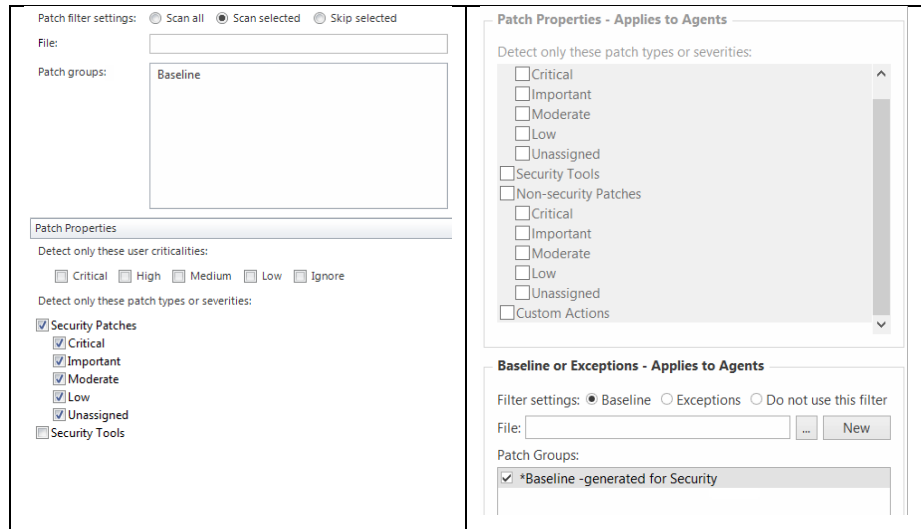 Patch filter settings: Scan all Scan selected Skip selected
File:
Patch groups:
Baseline
Patch Properties
Detect only these user criticalities:
Critical High Medium Low Ignore
Detect only these patch types or severities:
Security Patches
Critical
Important
Moderate
Low
Unassigned
Security Tools
Patch Properties - Applies to Agents
Detect only these patch types or severities:
Critical
Important
Moderate
Low
Unassigned
Security Tools
Non-security Patches
Critical
Important
Moderate
Low
Unassigned
Custom Actions
Baseline or Exceptions - Applies to Agents
Filter settings: Baseline Exceptions Do not use this filter
File: ... New
Patch Groups:
*Baseline -generated for Security